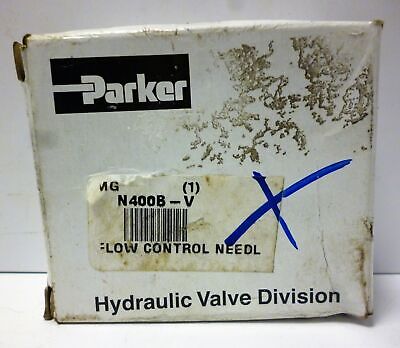 Parker
MG (1)
N400B-V
FLOW CONTROL NEEDL
Hydraulic Valve Division